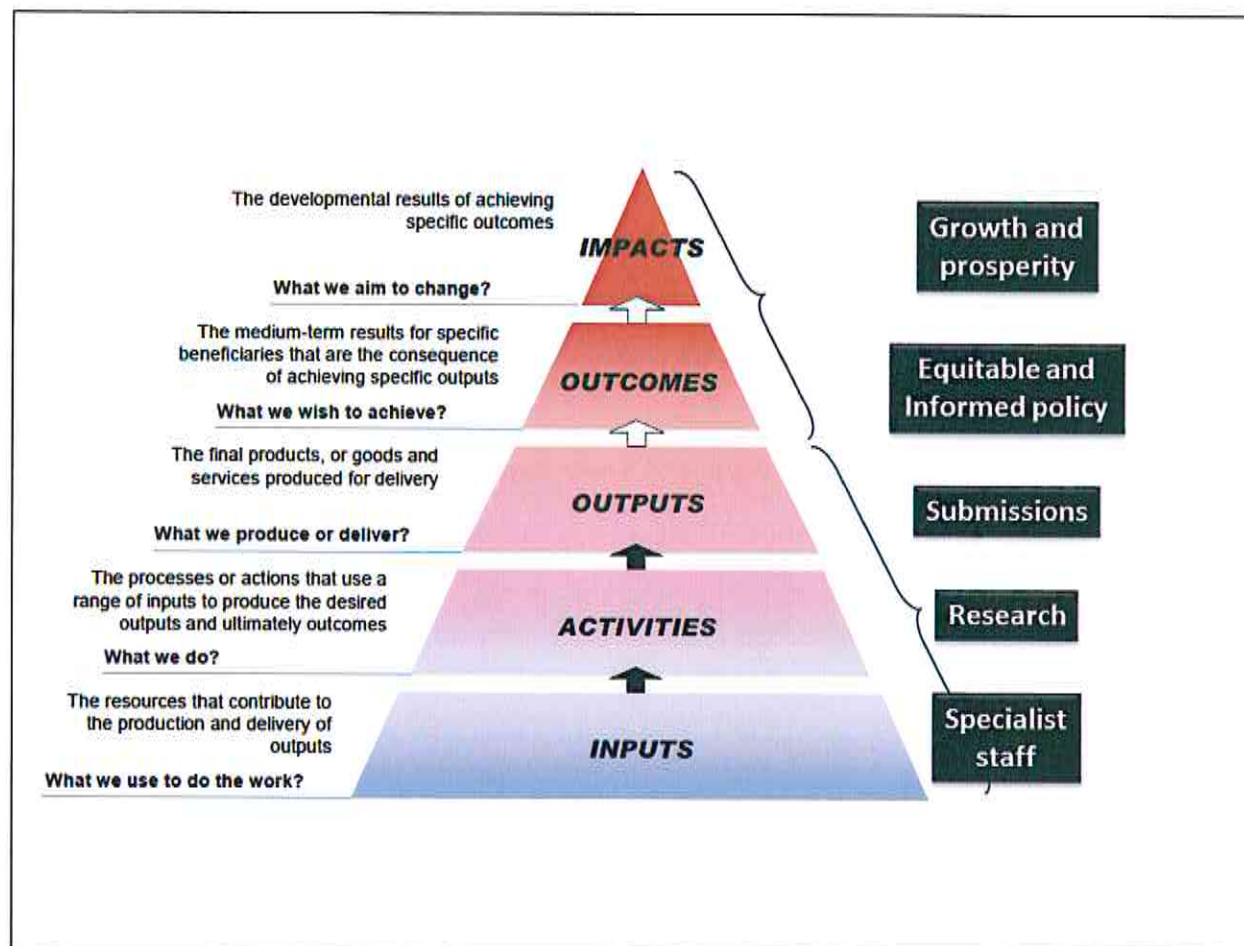 The developmental results of achieving
specific outcomes
IMPACTS
What we aim to change?
Growth and
prosperity
The medium-term results for specific
beneficiaries that are the consequence
of achieving specific outputs
OUTCOMES
What we wish to achieve?
Equitable and
Informed policy
The final products, or goods and
services produced for delivery
OUTPUTS
What we produce or deliver?
Submissions
The processes or actions that use a
range of inputs to produce the desired
outputs and ultimately outcomes
ACTIVITIES
What we do?
Research
The resources that contribute to
the production and delivery of
outputs
INPUTS
What we use to do the work?
Specialist
staff